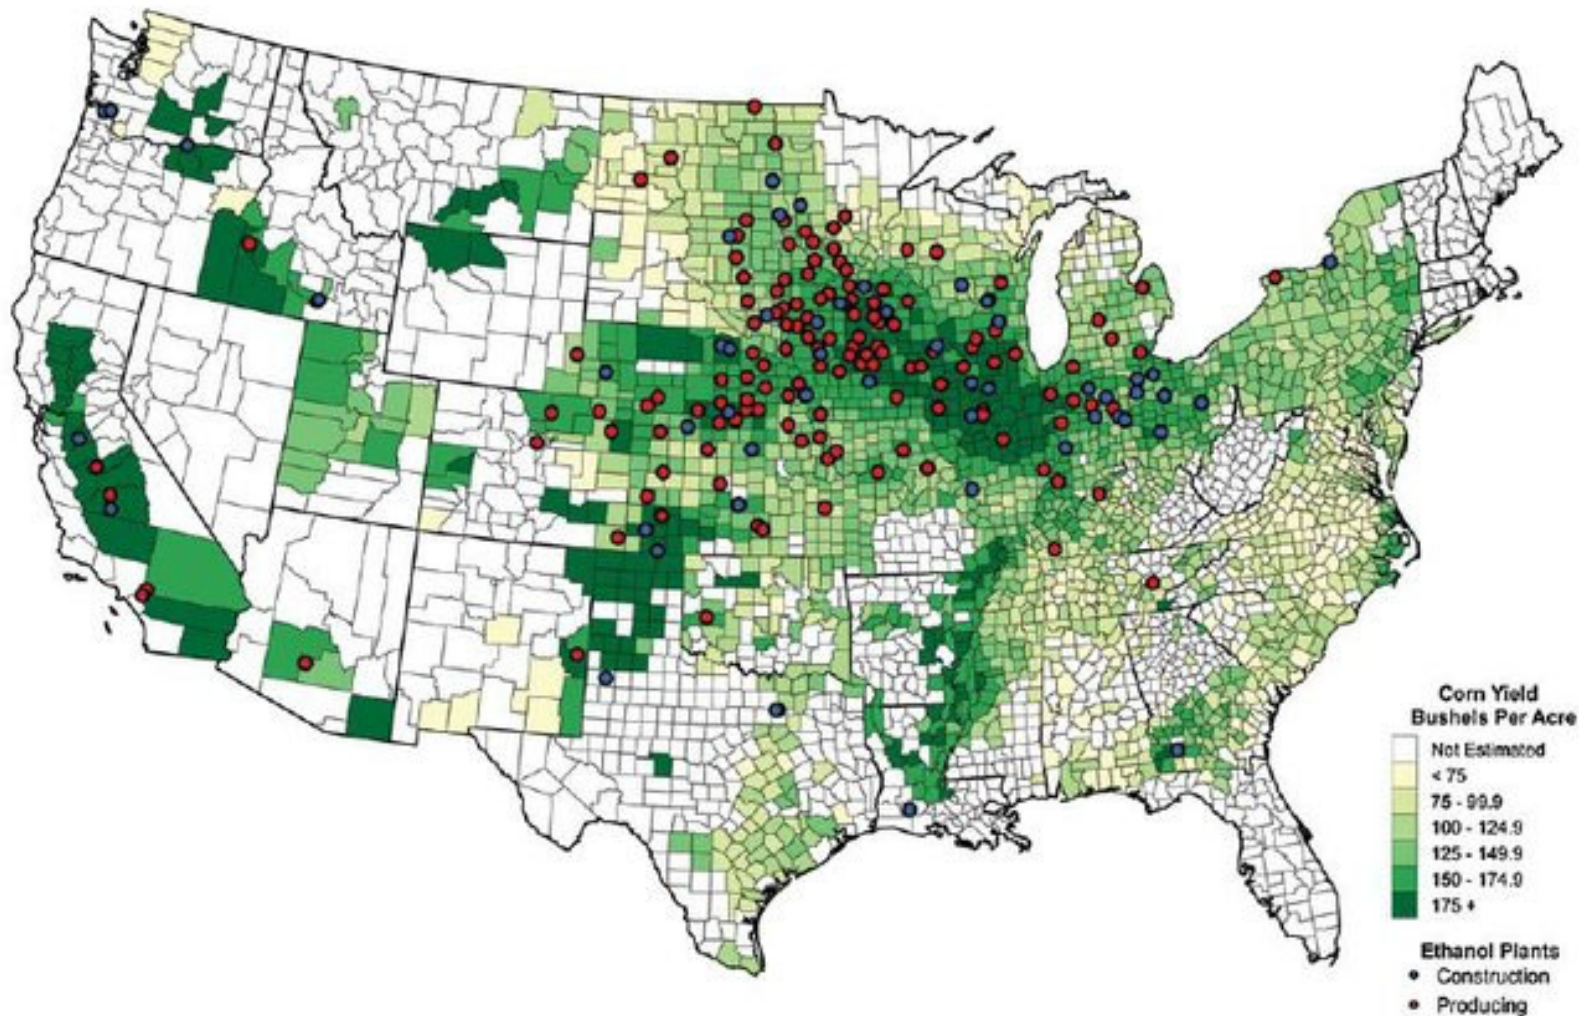 Corn Yield
Bushels Per Acre
Not Estimated
< 75
75 - 99.9
100 - 124.9
125 - 149.9
150 - 174.9
175 +
Ethanol Plants
Construction
Producing